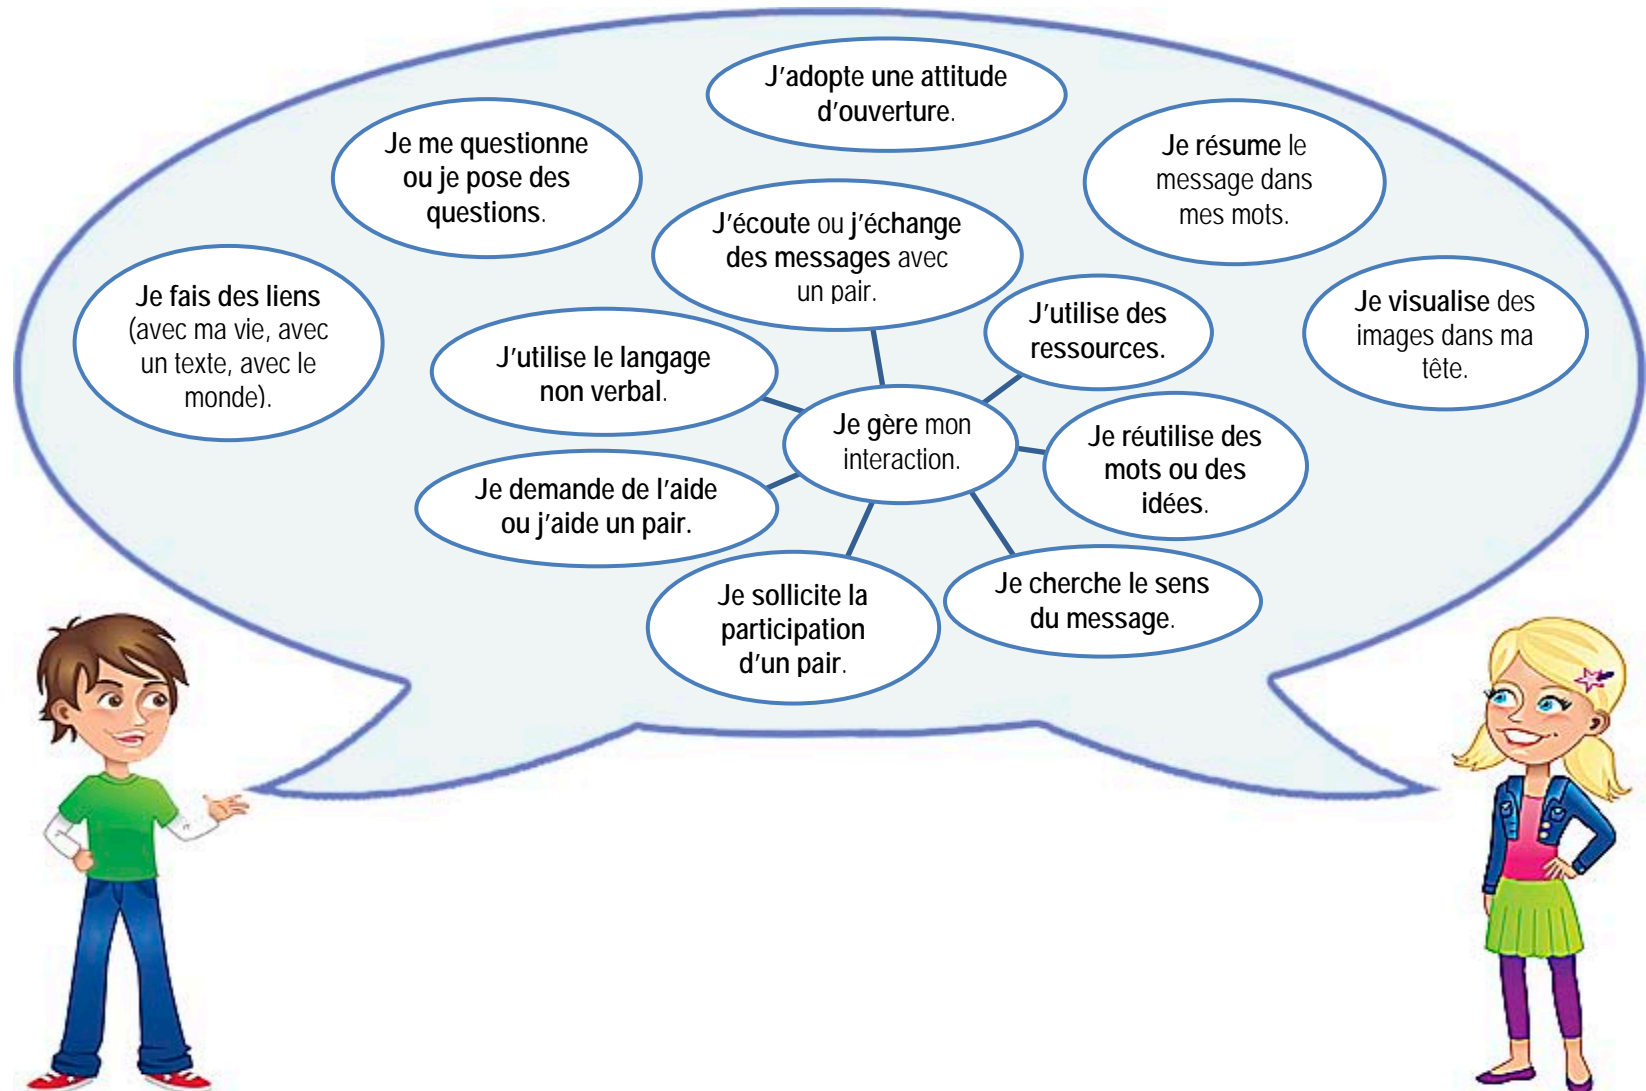 J'adopte une attitude
d'ouverture.
Je me questionne
ou je pose des
questions.
Je résume le
message dans
mes mots.
J'écoute ou j'échange
des messages avec
un pair.
Je fais des liens
(avec ma vie, avec
un texte, avec le
monde).
J'utilise des
ressources.
Je visualise des
images dans ma
tête.
J'utilise le langage
non verbal.
Je gère mon
interaction.
Je réutilise des
mots ou des
idées.
Je demande de l'aide
ou j'aide un pair.
Je sollicite la
participation
d'un pair.
Je cherche le sens
du message.